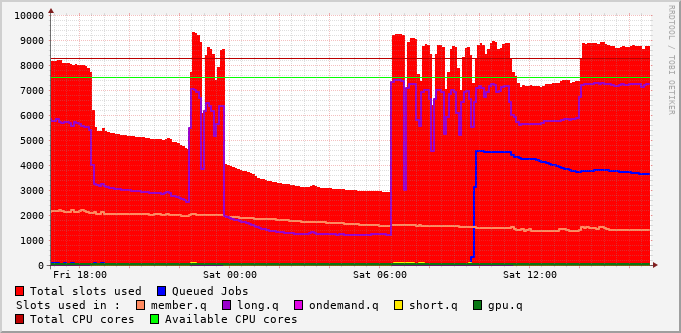 10000
9000
8000
7000
6000
5000
4000
3000
2000
1000
0
Fri 18:00 Sat 00:00 Sat 06:00 Sat 12:00
RRDTOOL / TOBI OETIKER
Total slots used Queued Jobs
Slots used in : member.q long.q ondemand.q short.q gpu.q
Total CPU cores Available CPU cores